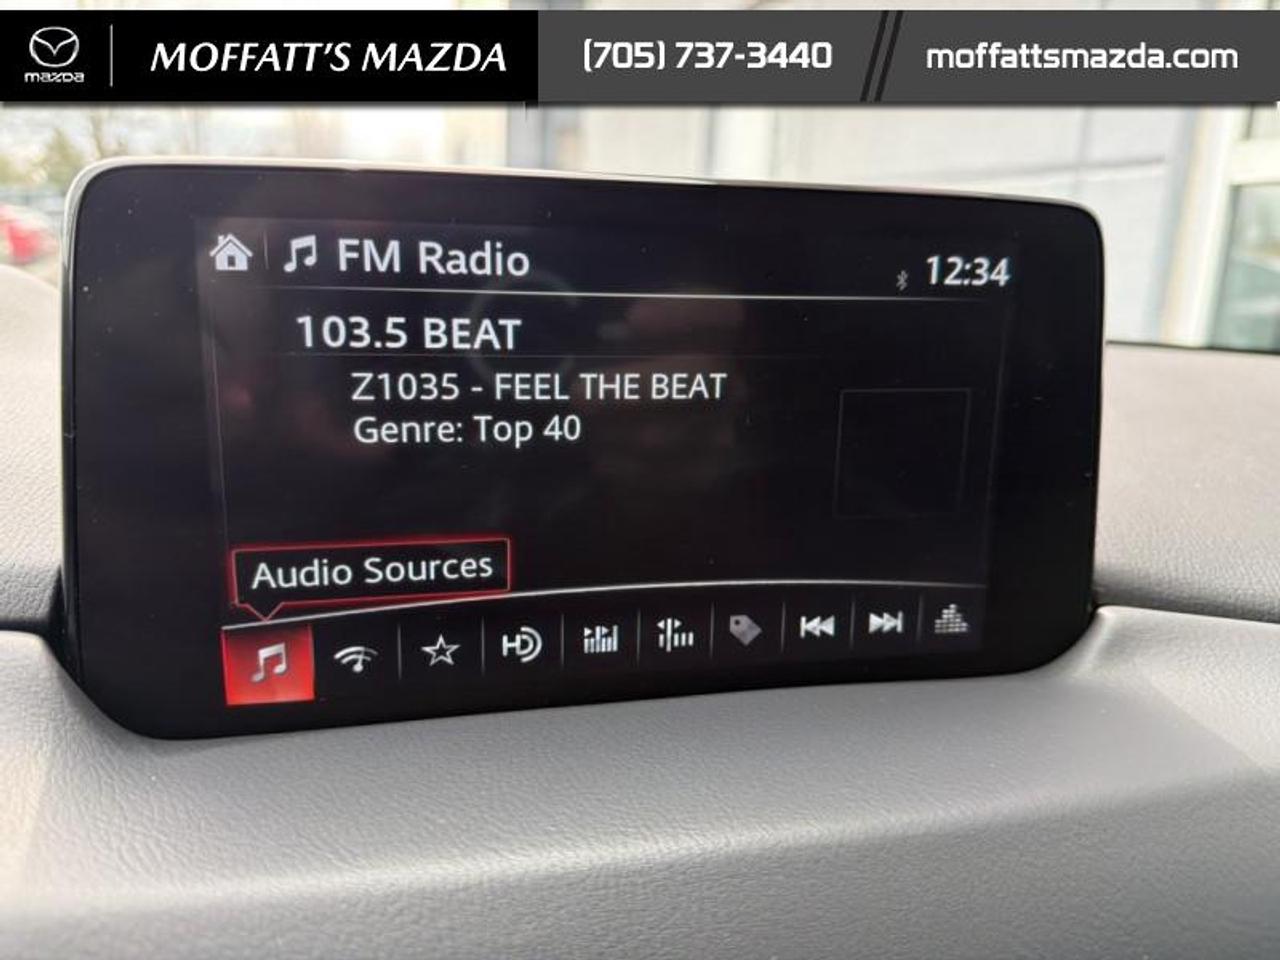 mazda
MOFFATT'S MAZDA
(705) 737-3440
moffattsmazda.com
FM Radio
12:34
103.5 BEAT
Z1035 - FEEL THE BEAT
Genre: Top 40
Audio Sources
HD